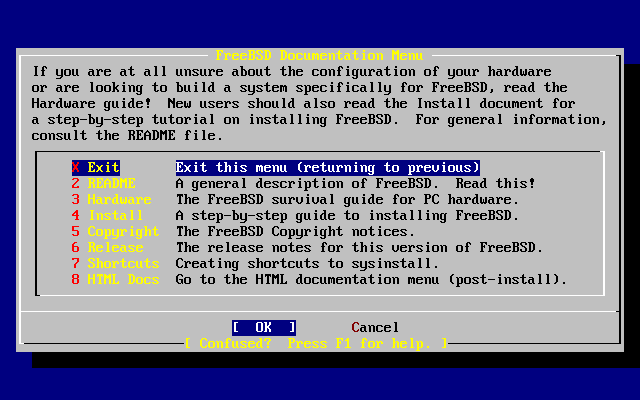 FreeBSD Documentation Menu
If you are at all unsure about the configuration of your hardware
or are looking to build a system specifically for FreeBSD, read the
Hardware guide!  New users should also read the Install document for
a step-by-step tutorial on installing FreeBSD.  For general information,
consult the README file.
X Exit    Exit this menu (returning to previous)
2 README    A general description of FreeBSD.  Read this!
3 Hardware    The FreeBSD survival guide for PC hardware.
4 Install    A step-by-step guide to installing FreeBSD.
5 Copyright    The FreeBSD Copyright notices.
6 Release    The release notes for this version of FreeBSD.
7 Shortcuts    Creating shortcuts to sysinstall.
8 HTML Docs    Go to the HTML documentation menu (post-install).
[  OK  ]    Cancel
[ Confused?  Press F1 for help. ]